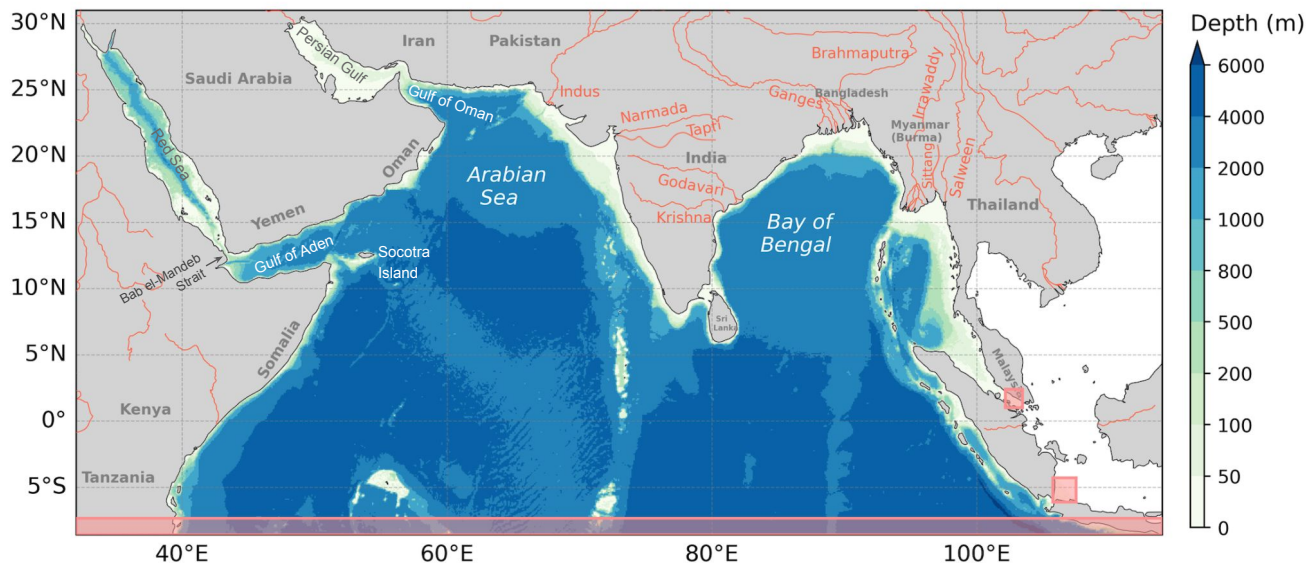 30°N
25°N
20°N
15°N
10°N
5°N
0°
5°S
40°E
60°E
80°E
100°E
Iran
Pakistan
Persian Gulf
Saudi Arabia
Gulf of Oman
Red Sea
Oman
Arabian
Sea
Yemen
Gulf of Aden
Bab el-Mandeb
Strait
Socotra
Island
Somalia
Kenya
Tanzania
Indus
Narmada
Tapti
India
Godavari
Krishna
Brahmaputra
Ganges
Bangladesh
Irrawaddy
Myanmar
(Burma)
Sittang
Salween
Thailand
Bay of
Bengal
Sri
Lanka
Depth (m)
6000
4000
2000
1000
800
500
200
100
50
0